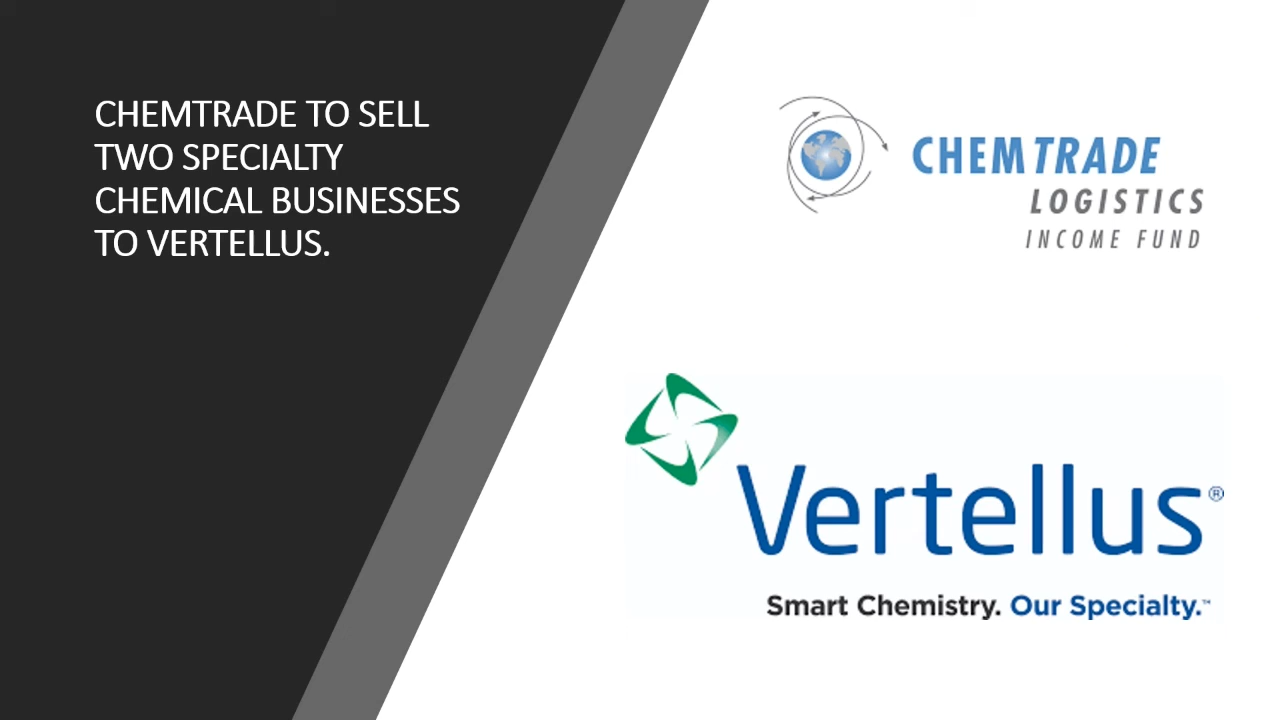 CHEMTRADE TO SELL
TWO SPECIALTY
CHEMICAL BUSINESSES
TO VERTELLUS.
CHEMTRADE
LOGISTICS
INCOME FUND
Vertellus®
Smart Chemistry. Our Specialty.™